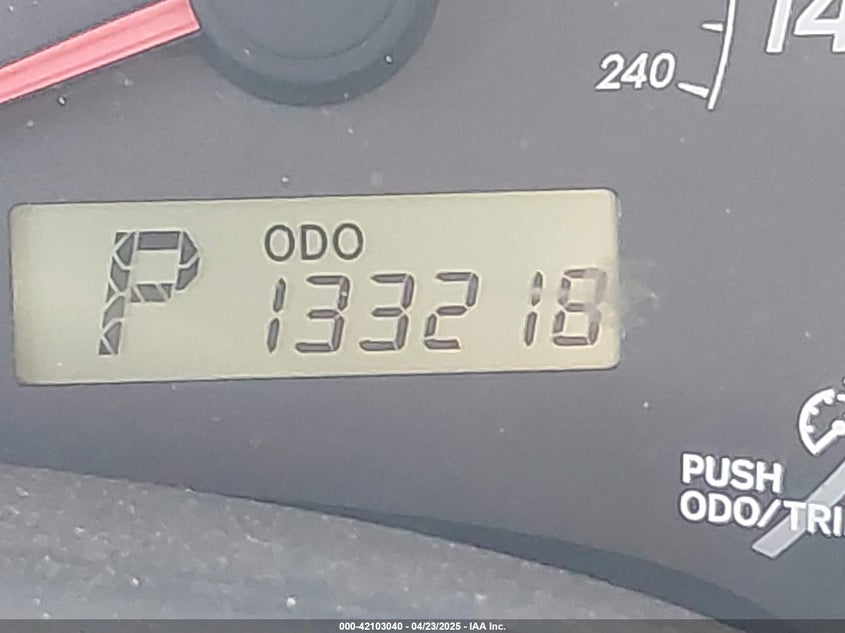 240
14
P
ODO
133218
PUSH
ODO/TRI
000-42103040 - 04/23/2025 - IAA Inc.